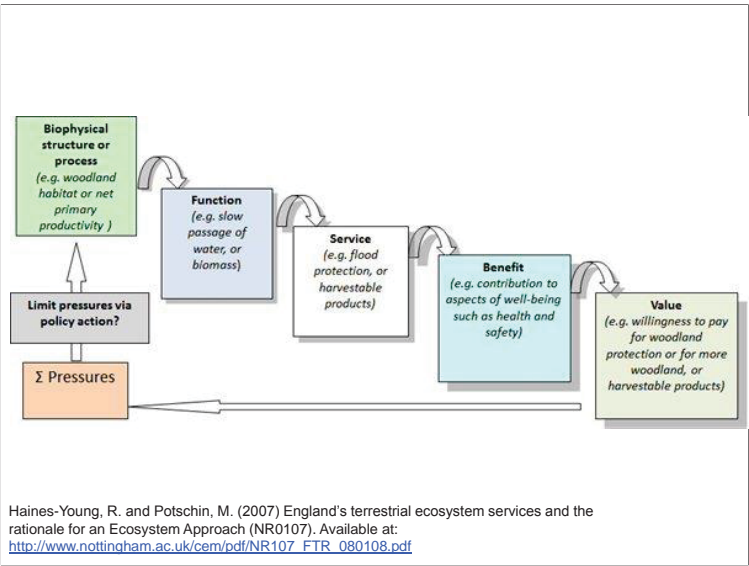 Biophysical
structure or
process
(e.g. woodland
habitat or net
primary
productivity )
Function
(e.g. slow
passage of
water, or
biomass)
Service
(e.g. flood
protection, or
harvestable
products)
Benefit
(e.g. contribution to
aspects of well-being
such as health and
safety)
Value
(e.g. willingness to pay
for woodland
protection or for more
woodland, or
harvestable products)
Limit pressures via
policy action?
Σ Pressures
Haines-Young, R. and Potschin, M. (2007) England’s terrestrial ecosystem services and the
rationale for an Ecosystem Approach (NR0107). Available at:
http://www.nottingham.ac.uk/cem/pdf/NR107_FTR_080108.pdf